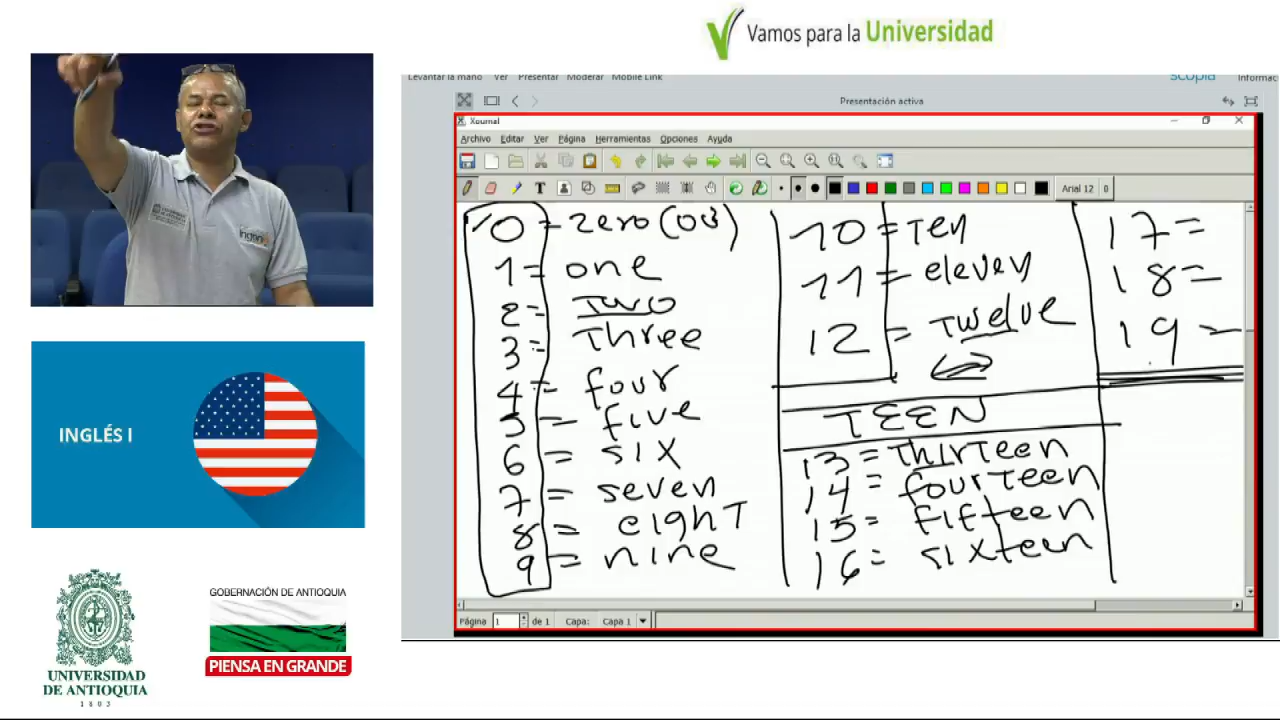 Vamos para la Universidad
Levantar la mano Ver Presentar Moderar Mobile Link
scopia Informac
Presentación activa
Xournal
Archivo Editar Ver Página Herramientas Opciones Ayuda
T Arial 12
0 = zero (OU)
1 = one
2 = Two
3 = Three
4 = four
5 = five
6 = six
7 = seven
8 = eighT
9 = nine
10 = Ten
11 = eleven
12 = Twelve
TEEN
13 = ThirTeen
14 = fourTeen
15 = fifteen
16 = sixteen
17 =
18 =
19 =
Página 1 de 1 Capa: Capa 1
INGLÉS I
UNIVERSIDAD
DE ANTIOQUIA
1803
GOBERNACIÓN DE ANTIOQUIA
PIENSA EN GRANDE